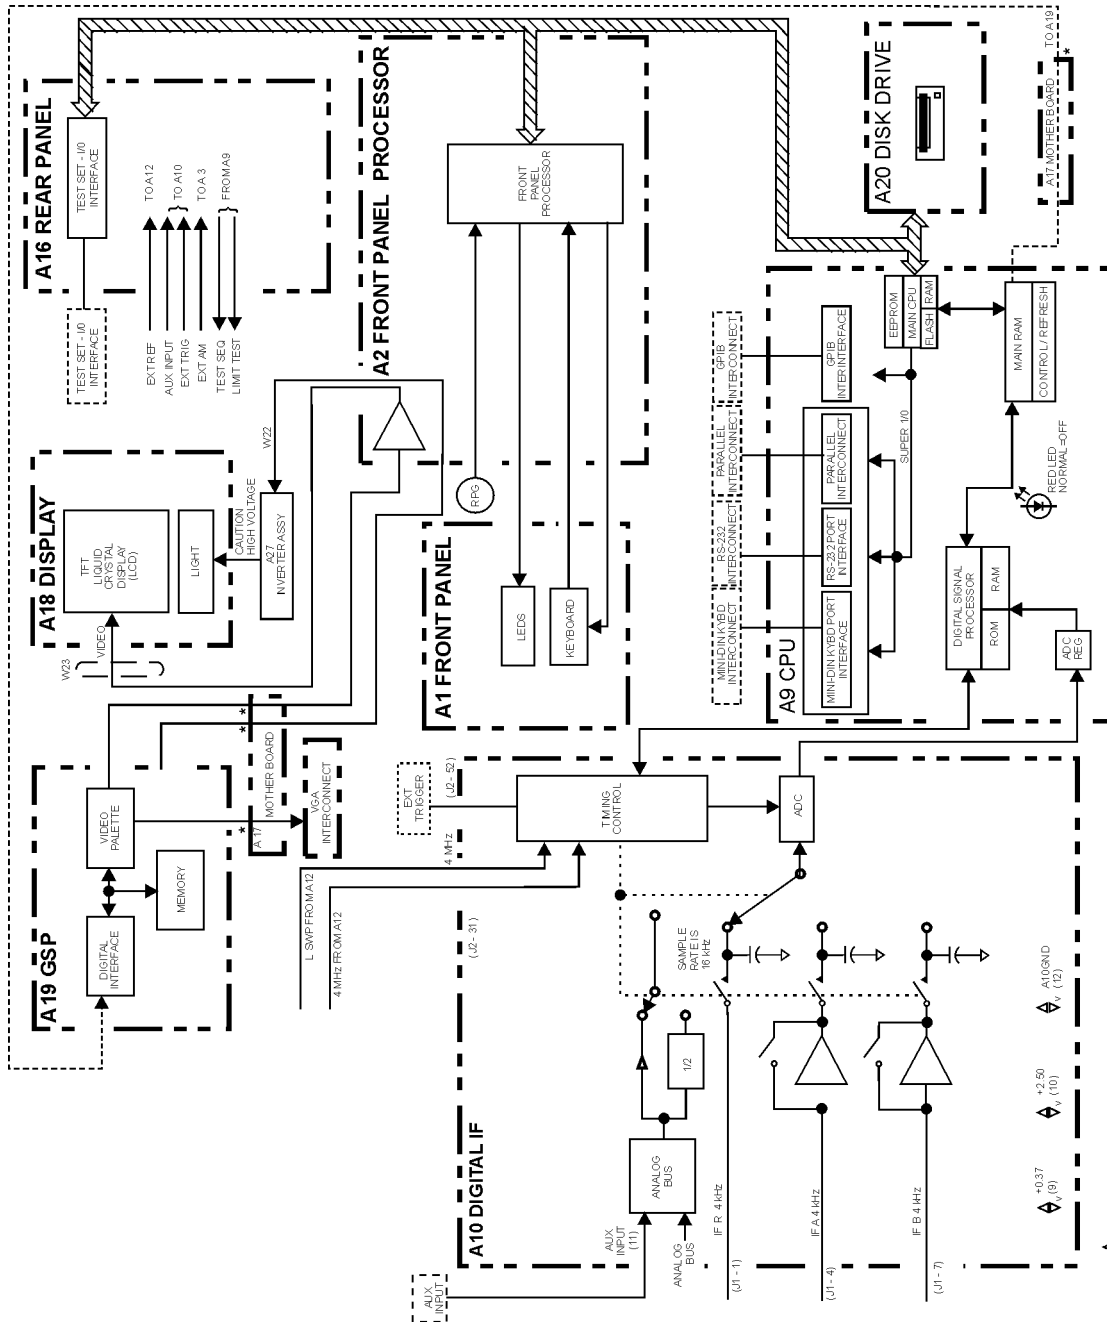 A16 REAR PANEL
TEST SET - I/0
INTERFACE
TEST SET - I/0
INTERFACE
EXT REF
TO A12
AUX INPUT
EXT TRIG
TO A10
EXT AM
TO A 3
TEST SEQ
LIMIT TEST
FROM A9
A18 DISPLAY
TFT
LIQUID
CRYSTAL
DISPLAY
(LCD)
LIGHT
CAUTION
HIGH VOLTAGE
A27
INVERTER ASSY
W22
W23
VIDEO
A19 GSP
DIGITAL
INTERFACE
VIDEO
PALETTE
MEMORY
A 17
MOTHER BOARD
*
*
*
VGA
INTERCONNECT
L SWP FROM A12
4 MHz FROM A12
A2 FRONT PANEL PROCESSOR
FRONT
PANEL
PROCESSOR
RPG
A1 FRONT PANEL
LEDS
KEYBOARD
A20 DISK DRIVE
A17 MOTHER BOARD
TO A19
*
A9 CPU
MINI-DIN KYBD
INTERCONNECT
RS-232
INTERCONNECT
PARALLEL
INTERCONNECT
GPIB
INTERCONNECT
MINI-DIN KYBD PORT
INTERFACE
RS-232 PORT
INTERFACE
PARALLEL
INTERCONNECT
GPIB
INTERINTERFACE
SUPER 1/0
EEPROM
MAIN CPU
FLASH
RAM
MAIN RAM
CONTROL / REFRESH
RED LED
NORMAL=OFF
DIGITAL SIGNAL
PROCESSOR
ROM
RAM
ADC
REG
A10 DIGITAL IF
EXT
TRIGGER
(J2 - 52)
4 MHz
(J2 - 31)
TIMING
CONTROL
ADC
SAMPLE
RATE IS
16 kHz
1/2
ANALOG
BUS
AUX
INPUT
(11)
ANALOG
BUS
AUX
INPUT
IF R 4 kHz
(J1 - 1)
IF A 4 kHz
(J1 - 4)
IF B 4 kHz
(J1 - 7)
+0.37
(9)
V
+2.50
(10)
V
A10GND
(12)
V